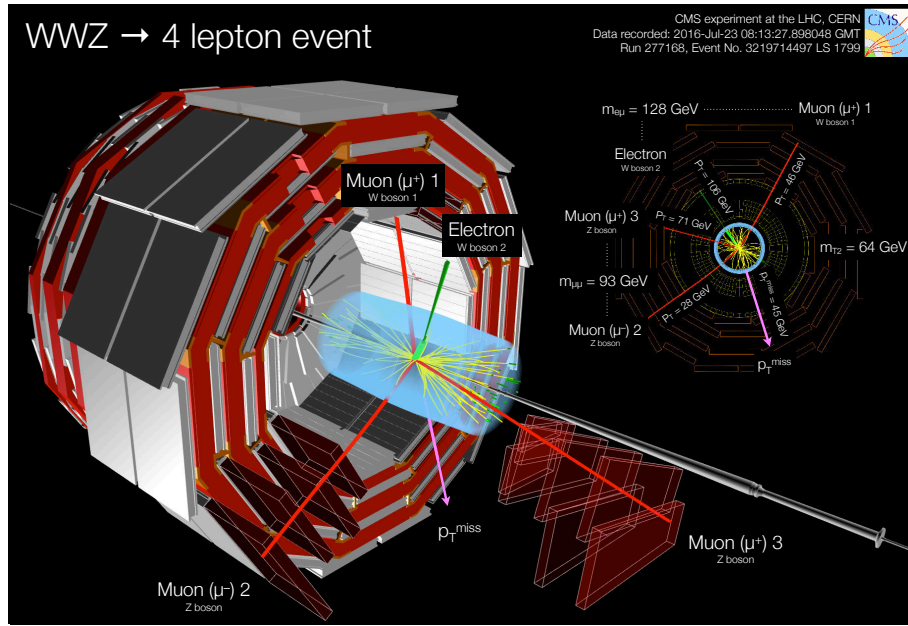 WWZ → 4 lepton event
CMS experiment at the LHC, CERN
Data recorded: 2016-Jul-23 08:13:27.898048 GMT
Run 277168, Event No. 3219714497 LS 1799
CMS
Muon (μ⁺) 1
W boson 1
Electron
W boson 2
pTmiss
Muon (μ-) 2
Z boson
Muon (μ⁺) 3
Z boson
meμ = 128 GeV
Muon (μ⁺) 1
W boson 1
Electron
W boson 2
PT = 106 GeV
PT = 46 GeV
Muon (μ⁺) 3
Z boson
PT = 71 GeV
mT2 = 64 GeV
mμμ = 93 GeV
PT = 28 GeV
pTmiss = 45 GeV
Muon (μ-) 2
Z boson
pTmiss